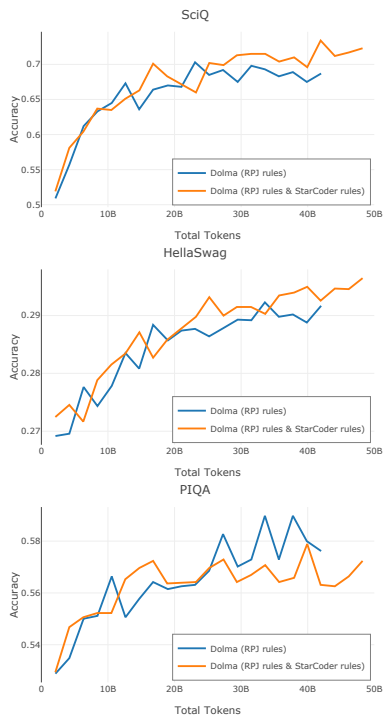 SciQ
Accuracy
0.7
0.65
0.6
0.55
0.5
Dolma (RPJ rules)
Dolma (RPJ rules & StarCoder rules)
0
10B
20B
30B
40B
50B
Total Tokens
HellaSwag
Accuracy
0.29
0.28
0.27
Dolma (RPJ rules)
Dolma (RPJ rules & StarCoder rules)
0
10B
20B
30B
40B
50B
Total Tokens
PIQA
Accuracy
0.58
0.56
0.54
Dolma (RPJ rules)
Dolma (RPJ rules & StarCoder rules)
0
10B
20B
30B
40B
50B
Total Tokens